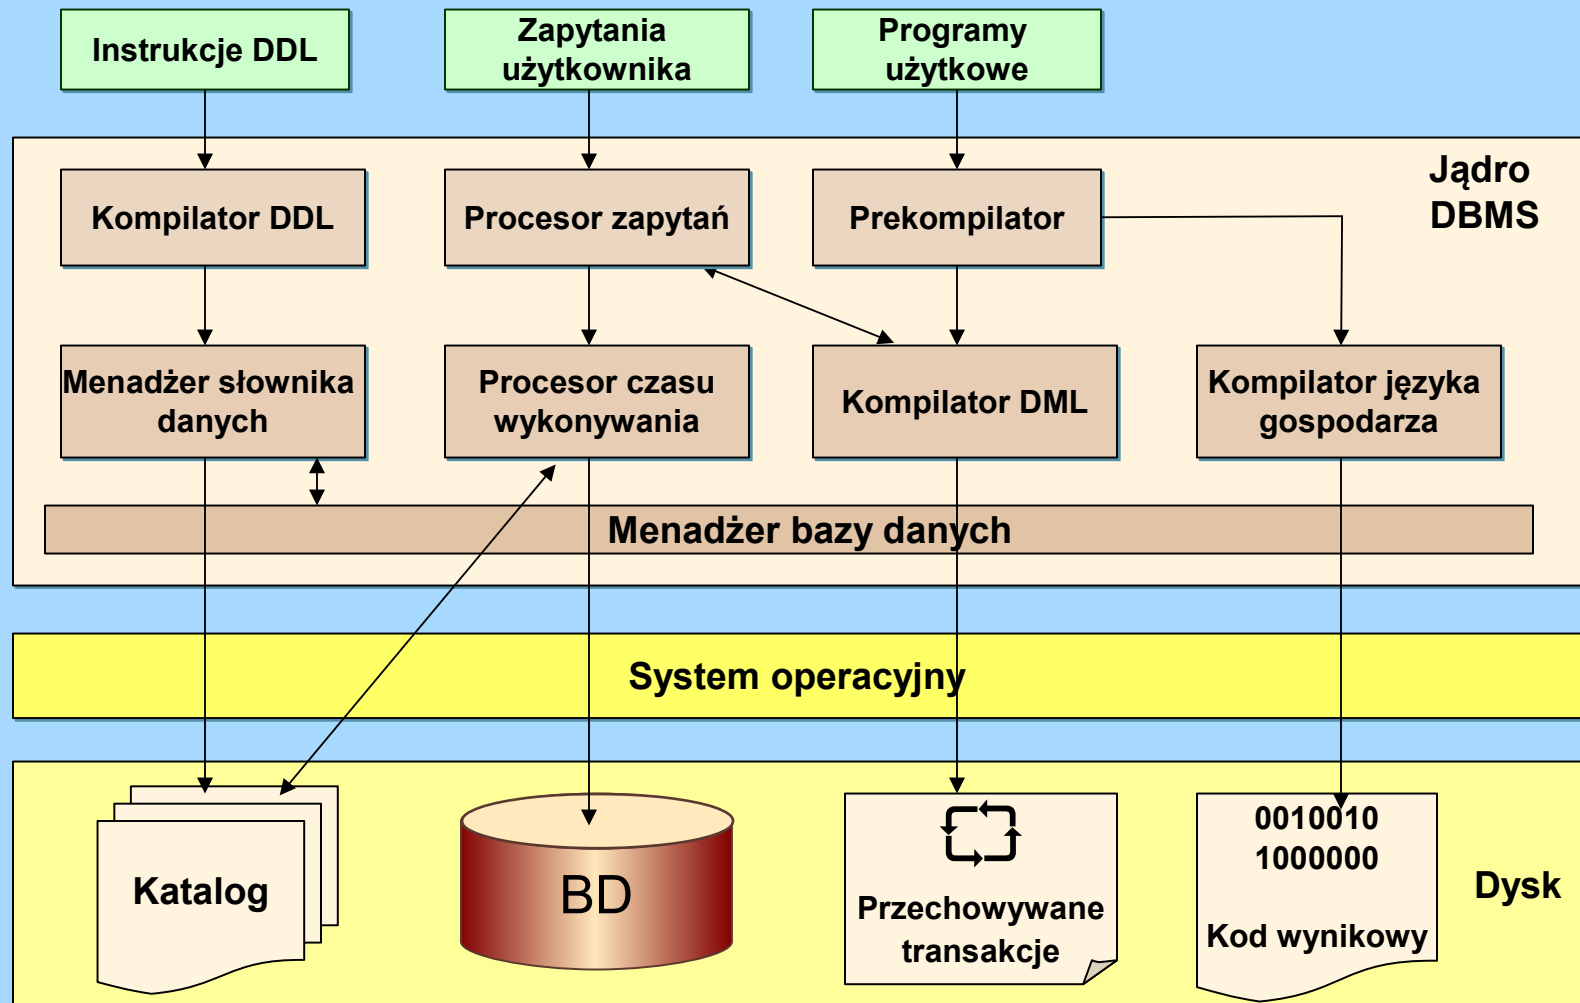 Instrukcje DDL
Zapytania
użytkownika
Programy
użytkowe
Jądro
DBMS
Kompilator DDL
Procesor zapytań
Prekompilator
Menadżer słownika
danych
Procesor czasu
wykonywania
Kompilator DML
Kompilator języka
gospodarza
Menadżer bazy danych
System operacyjny
Katalog
BD
Przechowywane
transakcje
0010010
1000000
Kod wynikowy
Dysk